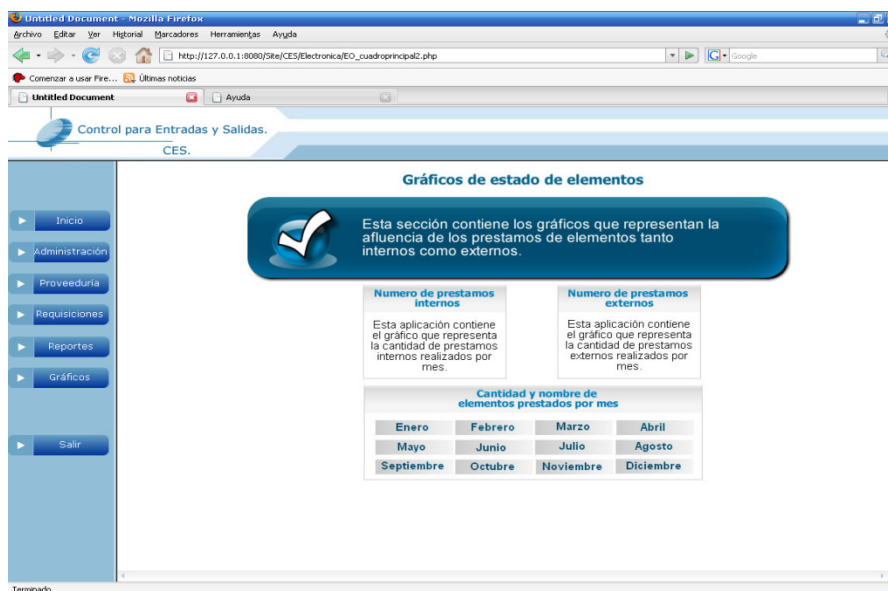 Untitled Document - Mozilla Firefox
Archivo Editar Ver Historial Marcadores Herramientas Ayuda
http://127.0.0.1:8080/Site/CES/Electronica/EO_cuadroprincipal2.php
Google
Comenzar a usar Fire... Últimas noticias
Untitled Document Ayuda
Control para Entradas y Salidas.
CES.
Gráficos de estado de elementos
Esta sección contiene los gráficos que representan la
afluencia de los prestamos de elementos tanto
internos como externos.
Inicio
Administración
Proveeduría
Requisiciones
Reportes
Gráficos
Salir
Numero de prestamos
internos
Esta aplicación contiene
el gráfico que representa
la cantidad de prestamos
internos realizados por
mes.
Numero de prestamos
externos
Esta aplicación contiene
el gráfico que representa
la cantidad de prestamos
externos realizados por
mes.
Cantidad y nombre de
elementos prestados por mes
Enero Febrero Marzo Abril
Mayo Junio Julio Agosto
Septiembre Octubre Noviembre Diciembre
Terminado